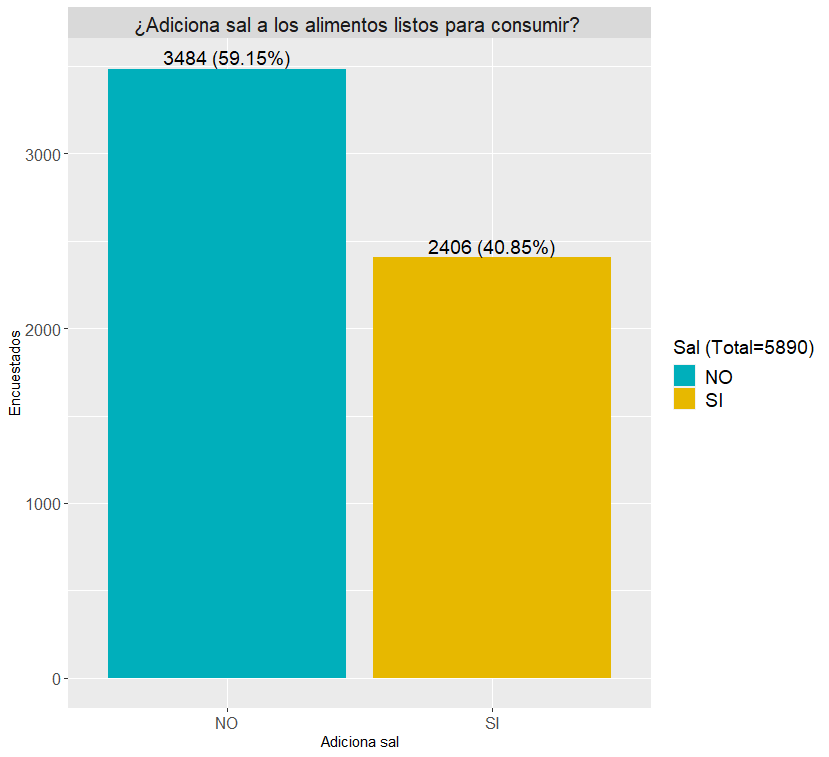 ¿Adiciona sal a los alimentos listos para consumir?
3484 (59.15%)
2406 (40.85%)
3000
2000
1000
0
Encuestados
NO
SI
Adiciona sal
Sal (Total=5890)
NO
SI